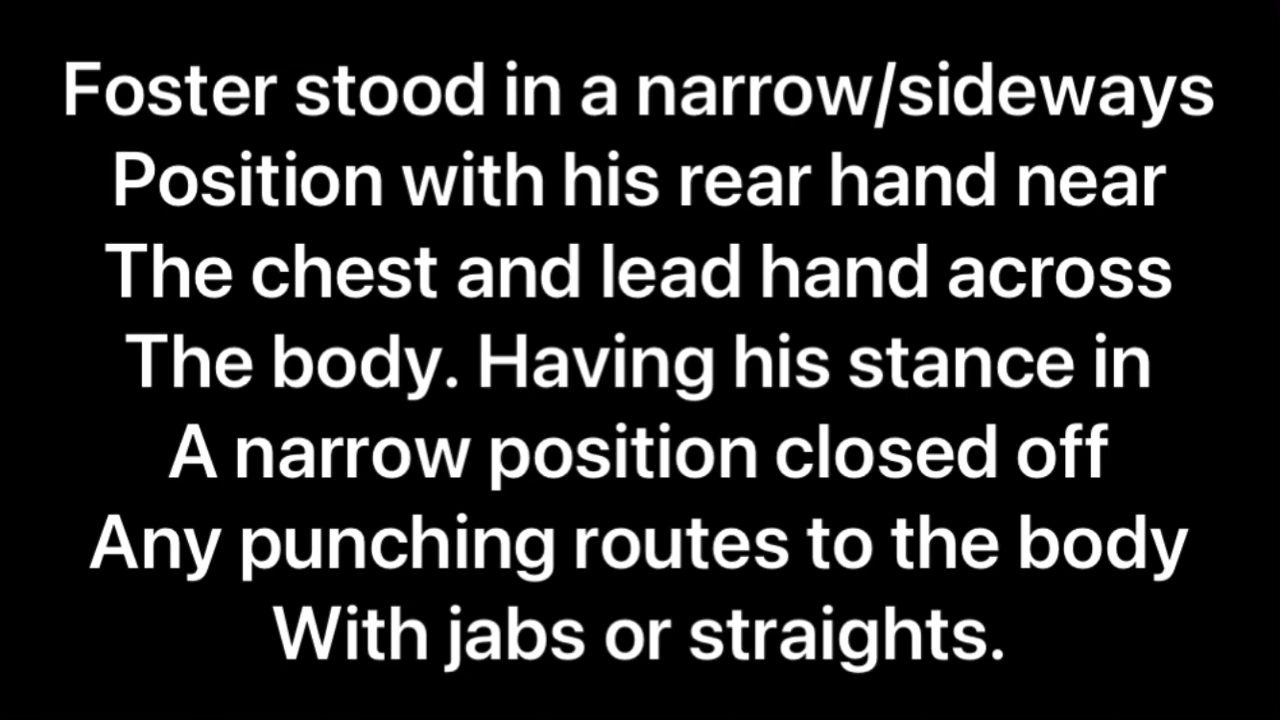 Foster stood in a narrow/sideways
Position with his rear hand near
The chest and lead hand across
The body. Having his stance in
A narrow position closed off
Any punching routes to the body
With jabs or straights.